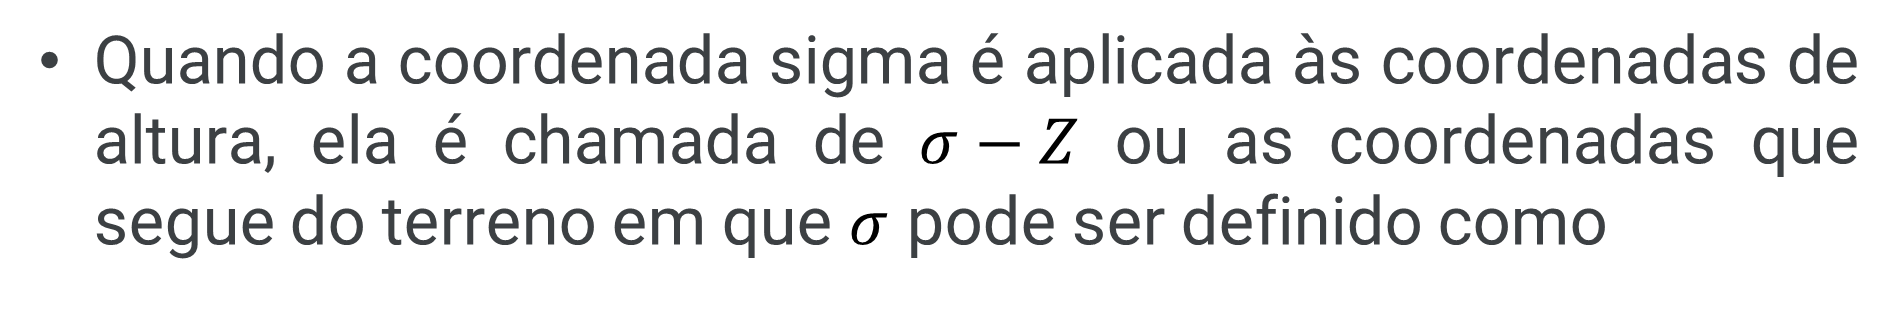 • Quando a coordenada sigma é aplicada às coordenadas de
altura, ela é chamada de σ − Z ou as coordenadas que
segue do terreno em que σ pode ser definido como